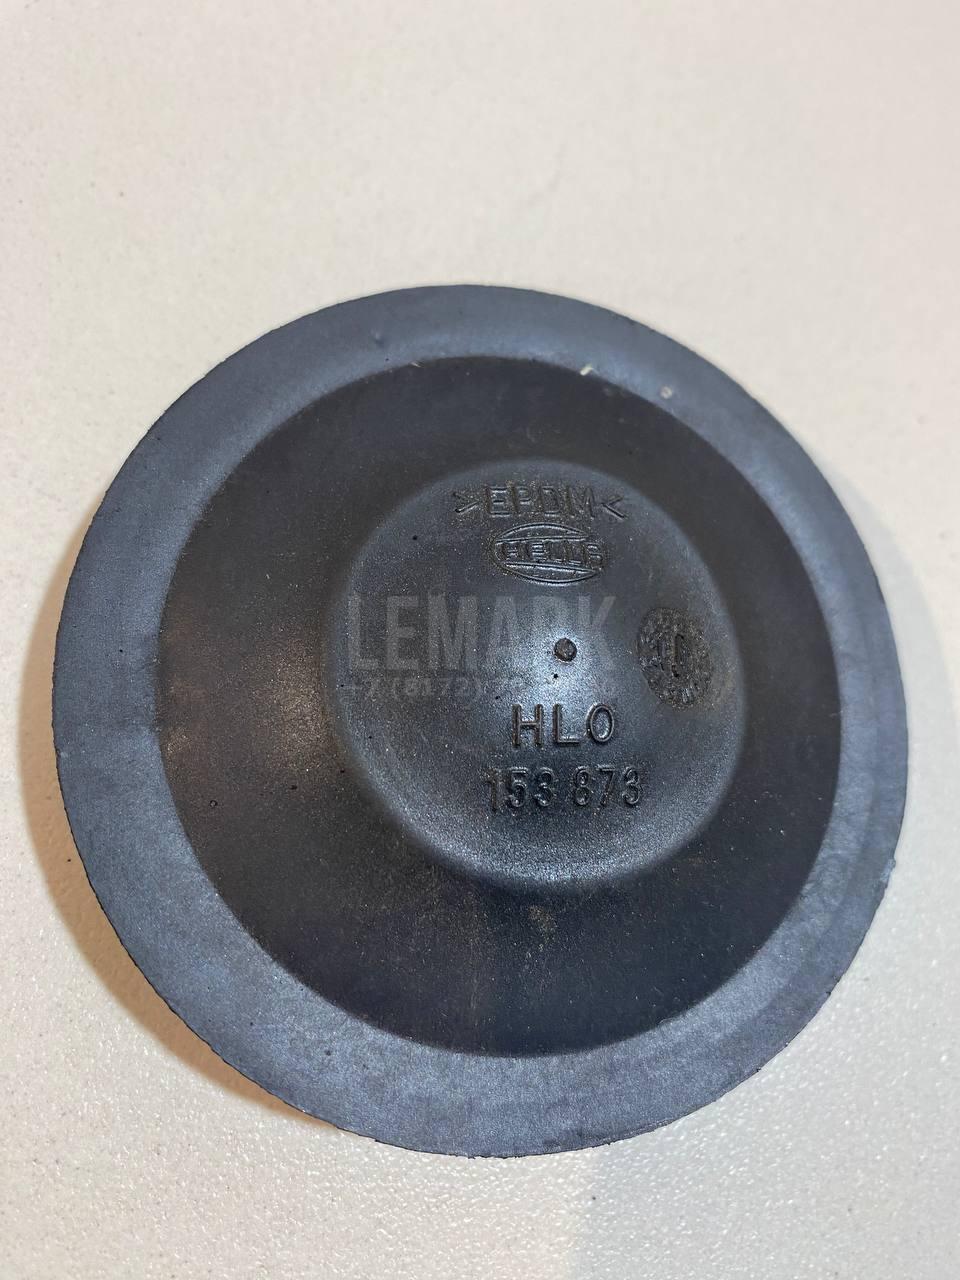 >EPDM<
HELLA
LEMARK
HLO
153 873